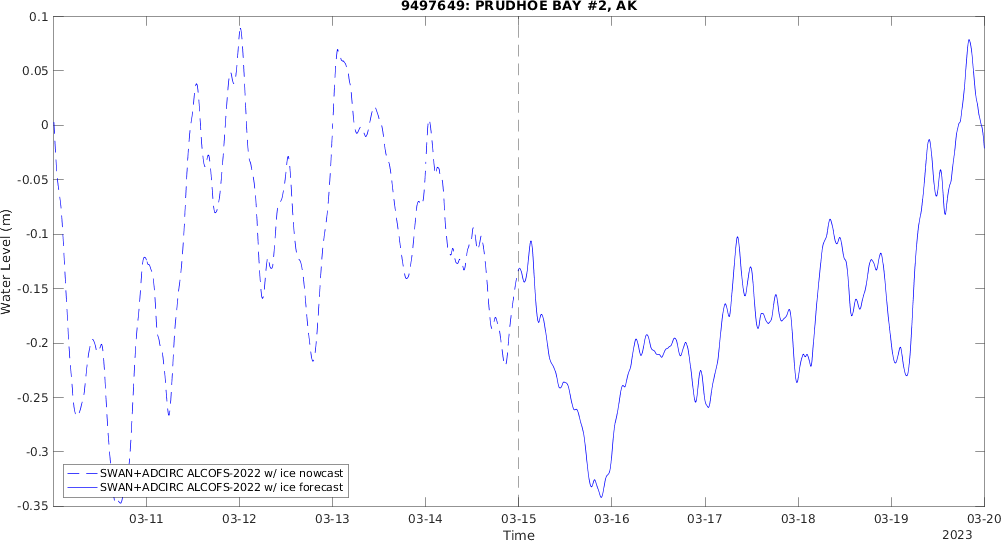 9497649: PRUDHOE BAY #2, AK
Water Level (m)
0.1
0.05
0
-0.05
-0.1
-0.15
-0.2
-0.25
-0.3
-0.35
SWAN+ADCIRC ALCOFS-2022 w/ ice nowcast
SWAN+ADCIRC ALCOFS-2022 w/ ice forecast
03-11 03-12 03-13 03-14 03-15 03-16 03-17 03-18 03-19 03-20
Time
2023